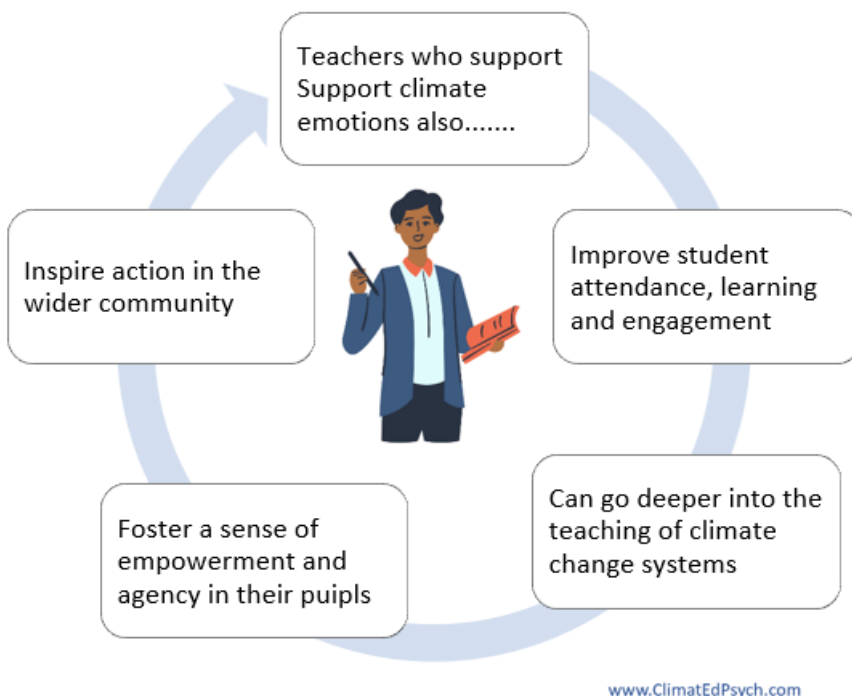 Teachers who support
Support climate
emotions also.......
Improve student
attendance, learning
and engagement
Can go deeper into the
teaching of climate
change systems
Foster a sense of
empowerment and
agency in their puipls
Inspire action in the
wider community
www.ClimatEdPsych.com